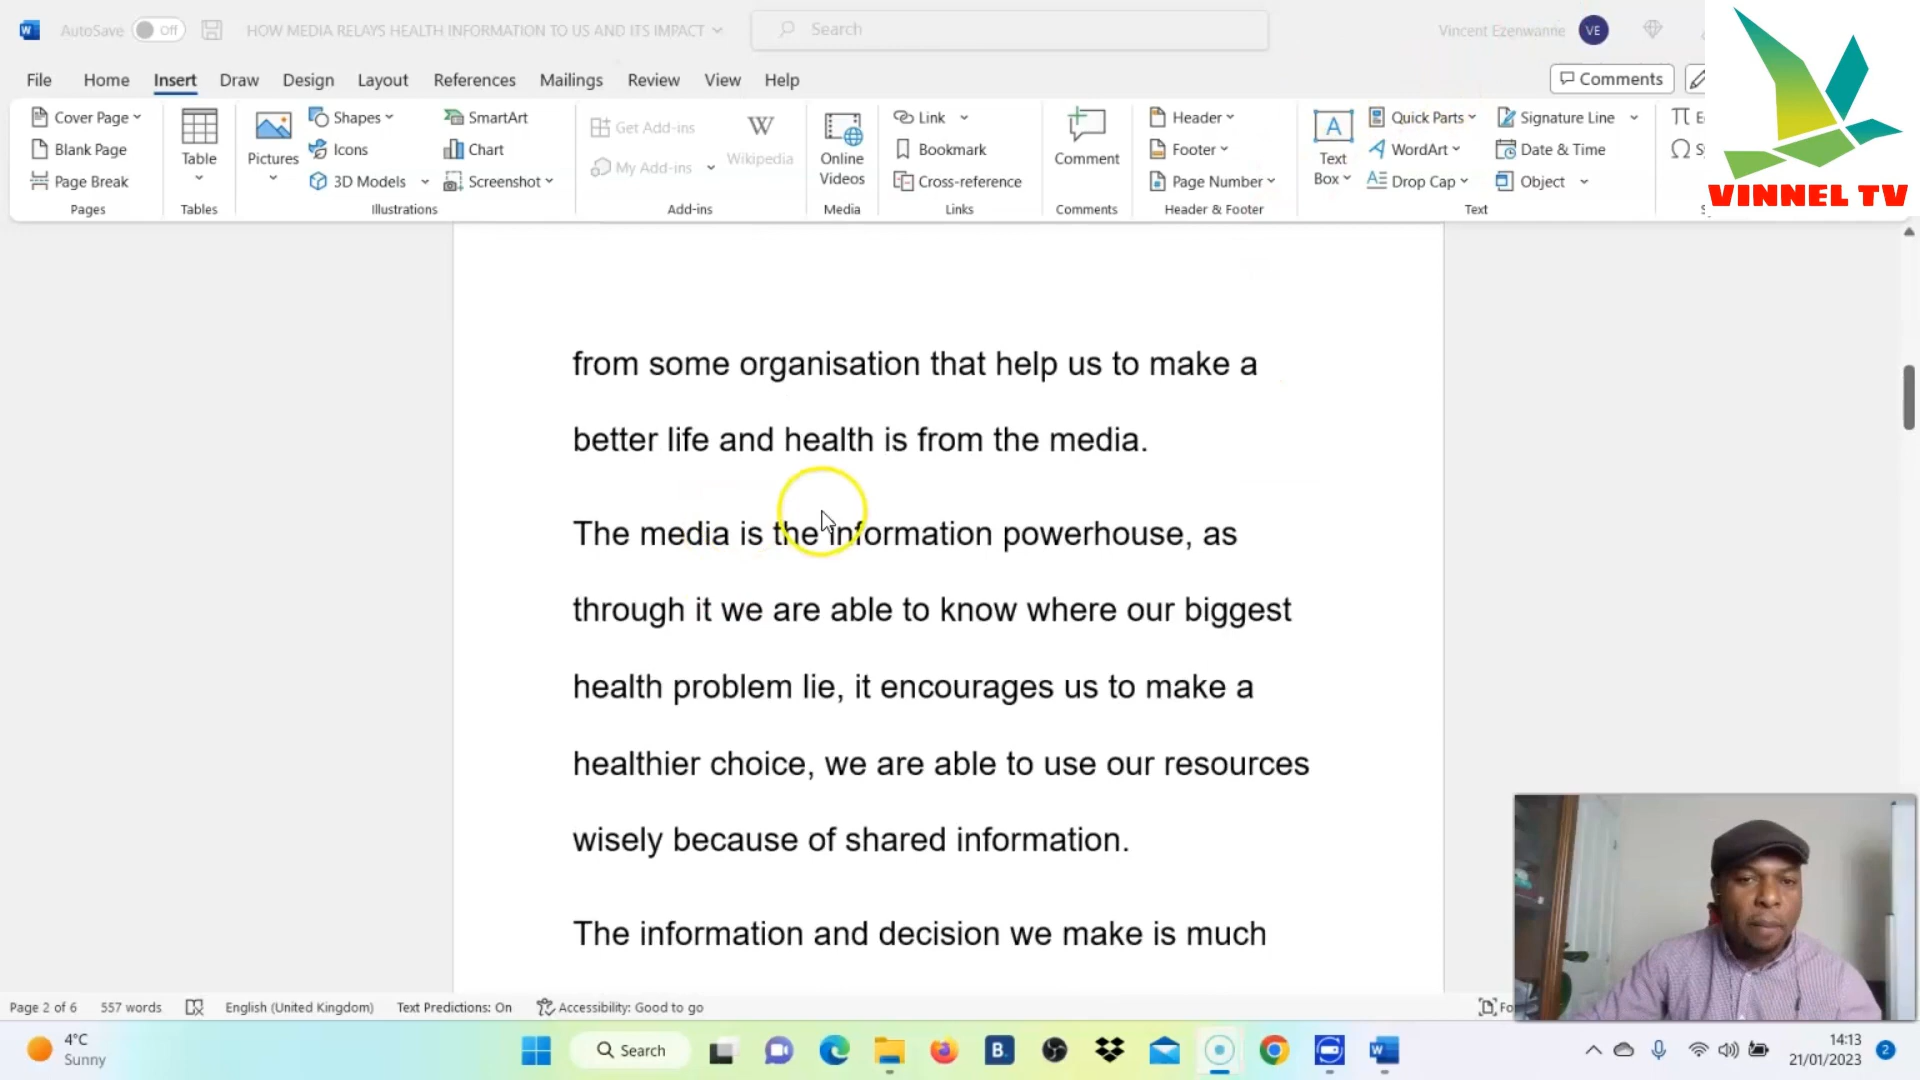 AutoSave Off HOW MEDIA RELAYS HEALTH INFORMATION TO US AND ITS IMPACT Search Vincent Ezenwanne VE
File Home Insert Draw Design Layout References Mailings Review View Help Comments
Cover Page
Blank Page
Page Break
Pages
Table
Tables
Pictures
Shapes
Icons
3D Models
SmartArt
Chart
Screenshot
Illustrations
Get Add-ins
My Add-ins
Wikipedia
Add-ins
Online
Videos
Media
Link
Bookmark
Cross-reference
Links
Comment
Comments
Header
Footer
Page Number
Header & Footer
Text
Box
Quick Parts
WordArt
Drop Cap
Signature Line
Date & Time
Object
Text
VINNEL TV
from some organisation that help us to make a
better life and health is from the media.
The media is the information powerhouse, as
through it we are able to know where our biggest
health problem lie, it encourages us to make a
healthier choice, we are able to use our resources
wisely because of shared information.
The information and decision we make is much
Page 2 of 6 557 words English (United Kingdom) Text Predictions: On Accessibility: Good to go
4°C
Sunny
Search
14:13
21/01/2023
2